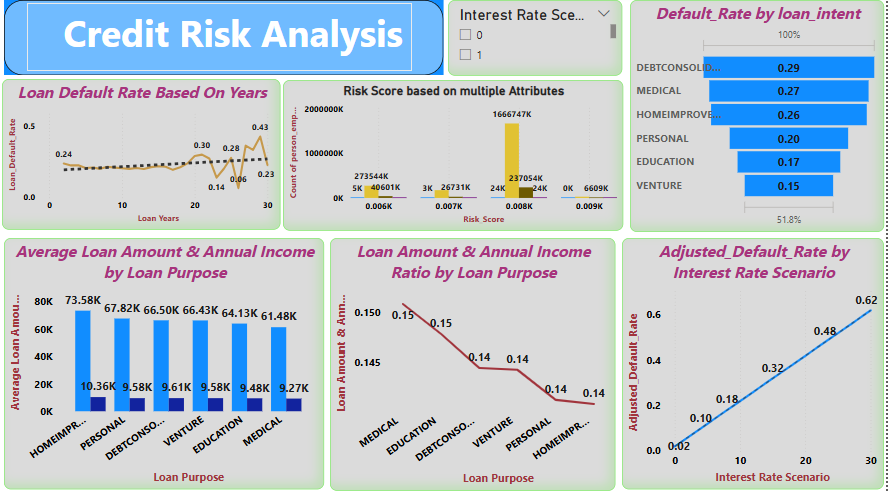 Credit Risk Analysis
Interest Rate Sce...
0
1
Default_Rate by loan_intent
100%
DEBTCONSOLID... 0.29
MEDICAL 0.27
HOMEIMPROVE... 0.26
PERSONAL 0.20
EDUCATION 0.17
VENTURE 0.15
51.8%
Loan Default Rate Based On Years
Loan_Default_Rate
0.5
0.0
0.24
0.30
0.14
0.28
0.06
0.43
0.23
0 10 20 30
Loan Years
Risk Score based on multiple Attributes
Count of person_emp...
2000000K
1000000K
0K
5K 273544K 40601K
3K 26731K
24K 1666747K 237054K 24K
0K 6609K
0.006K 0.007K 0.008K 0.009K
Risk Score
Average Loan Amount & Annual Income
by Loan Purpose
Average Loan Amou...
80K
60K
40K
20K
0K
73.58K 67.82K 66.50K 66.43K 64.13K 61.48K
10.36K 9.58K 9.61K 9.58K 9.48K 9.27K
HOMEIMPR... PERSONAL DEBTCONSO... VENTURE EDUCATION MEDICAL
Loan Purpose
Loan Amount & Annual Income
Ratio by Loan Purpose
Loan Amount & Ann...
0.150
0.145
0.15 0.15 0.14 0.14 0.14 0.14
MEDICAL EDUCATION DEBTCONSO... VENTURE PERSONAL HOMEIMPR...
Loan Purpose
Adjusted_Default_Rate by
Interest Rate Scenario
Adjusted_Default_Rate
0.6
0.4
0.2
0.0
0.02 0.10 0.18 0.32 0.48 0.62
0 10 20 30
Interest Rate Scenario